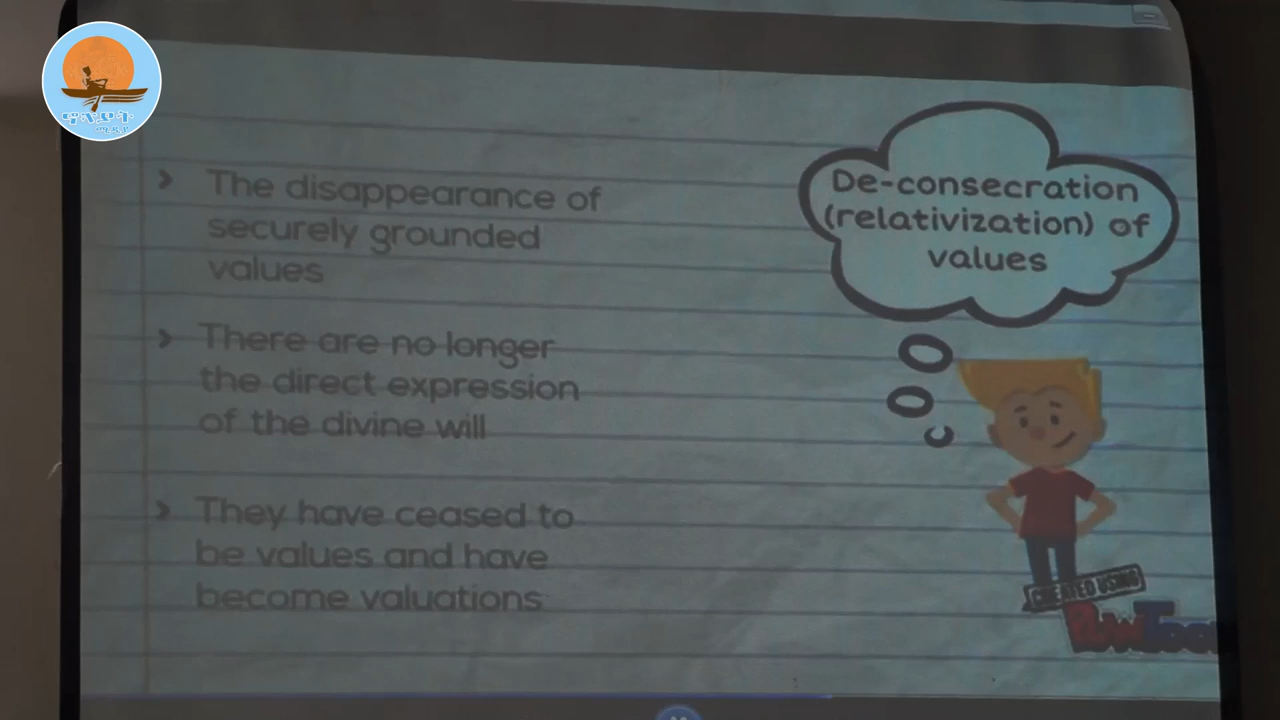 The disappearance of
securely grounded
values
There are no longer
the direct expression
of the divine will
They have ceased to
be values and have
become valuations
De-consecration
(relativization) of
values
CREATED USING